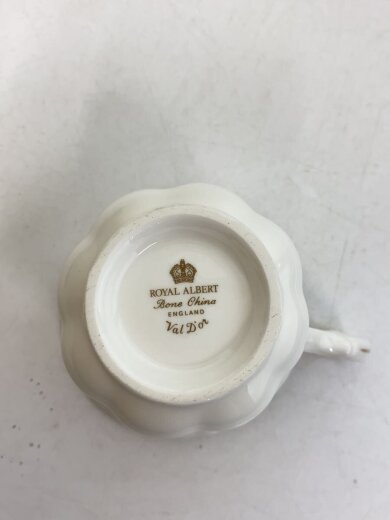 ROYAL ALBERT
Bone China
ENGLAND
Val D'or